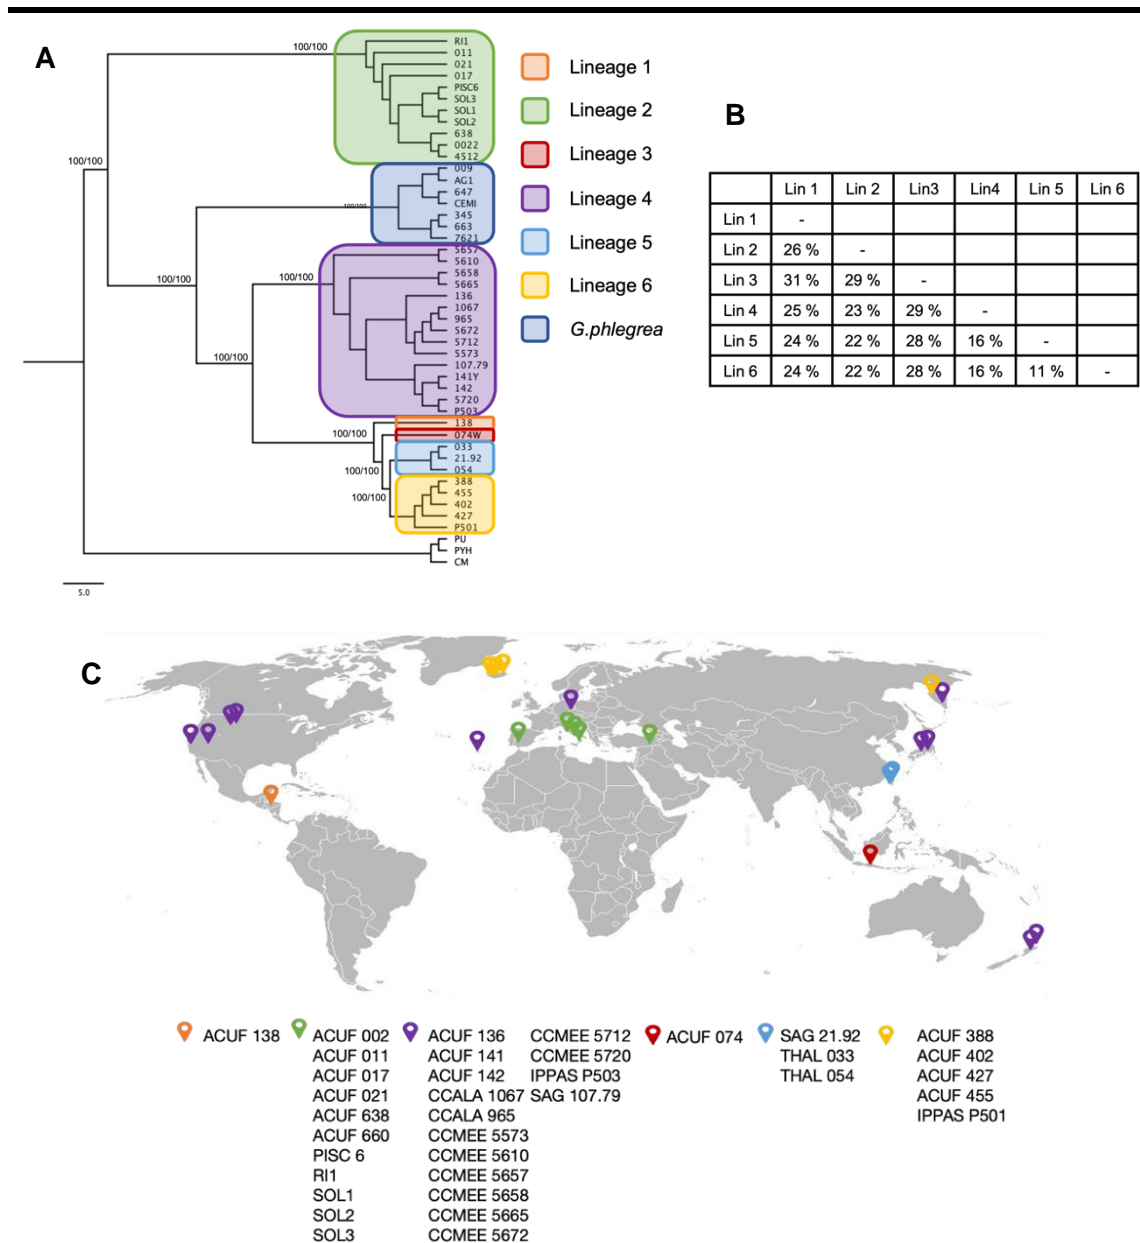 A
100/100
100/100
100/100
100/100
100/100
100/100
100/100
100/100
100/100
RI1
011
021
017
PISC6
SOL3
SOL1
SOL2
638
0022
4512
009
AG1
647
CEMI
345
663
7621
5657
5610
5658
5665
136
1067
965
5672
5712
5573
107.79
141Y
142
5720
P503
138
074W
033
21.92
054
388
455
402
427
P501
PU
PYH
CM
5.0
Lineage 1
Lineage 2
Lineage 3
Lineage 4
Lineage 5
Lineage 6
G.phlegrea
B
Lin 1 Lin 2 Lin3 Lin4 Lin 5 Lin 6
Lin 1 -
Lin 2 26 % -
Lin 3 31 % 29 % -
Lin 4 25 % 23 % 29 % -
Lin 5 24 % 22 % 28 % 16 % -
Lin 6 24 % 22 % 28 % 16 % 11 % -
C
ACUF 138
ACUF 002
ACUF 011
ACUF 017
ACUF 021
ACUF 638
ACUF 660
PISC 6
RI1
SOL1
SOL2
SOL3
ACUF 136
ACUF 141
ACUF 142
CCALA 1067
CCALA 965
CCMEE 5573
CCMEE 5610
CCMEE 5657
CCMEE 5658
CCMEE 5665
CCMEE 5672
CCMEE 5712
CCMEE 5720
IPPAS P503
SAG 107.79
ACUF 074
SAG 21.92
THAL 033
THAL 054
ACUF 388
ACUF 402
ACUF 427
ACUF 455
IPPAS P501